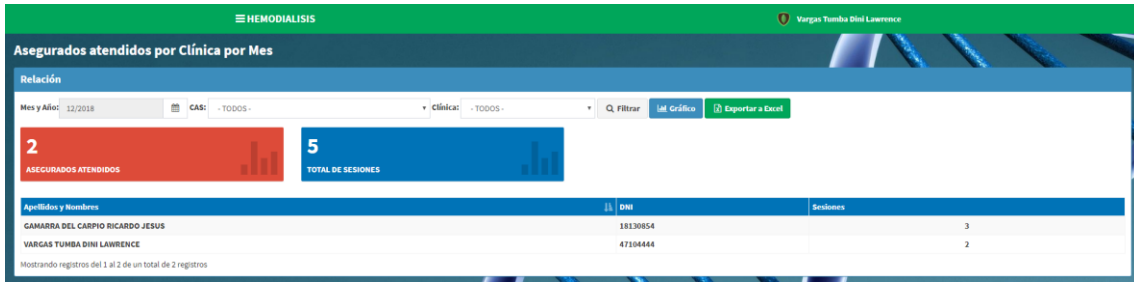 HEMODIALISIS Vargas Tumba Dini Lawrence
Asegurados atendidos por Clínica por Mes
Relación
Mes y Año: 12/2018 CAS: - TODOS - Clínica: - TODOS - Filtrar Gráfico Exportar a Excel
2 5
ASEGURADOS ATENDIDOS TOTAL DE SESIONES
Apellidos y Nombres DNI Sesiones
GAMARRA DEL CARPIO RICARDO JESUS 18130854 3
VARGAS TUMBA DINI LAWRENCE 47104444 2
Mostrando registros del 1 al 2 de un total de 2 registros